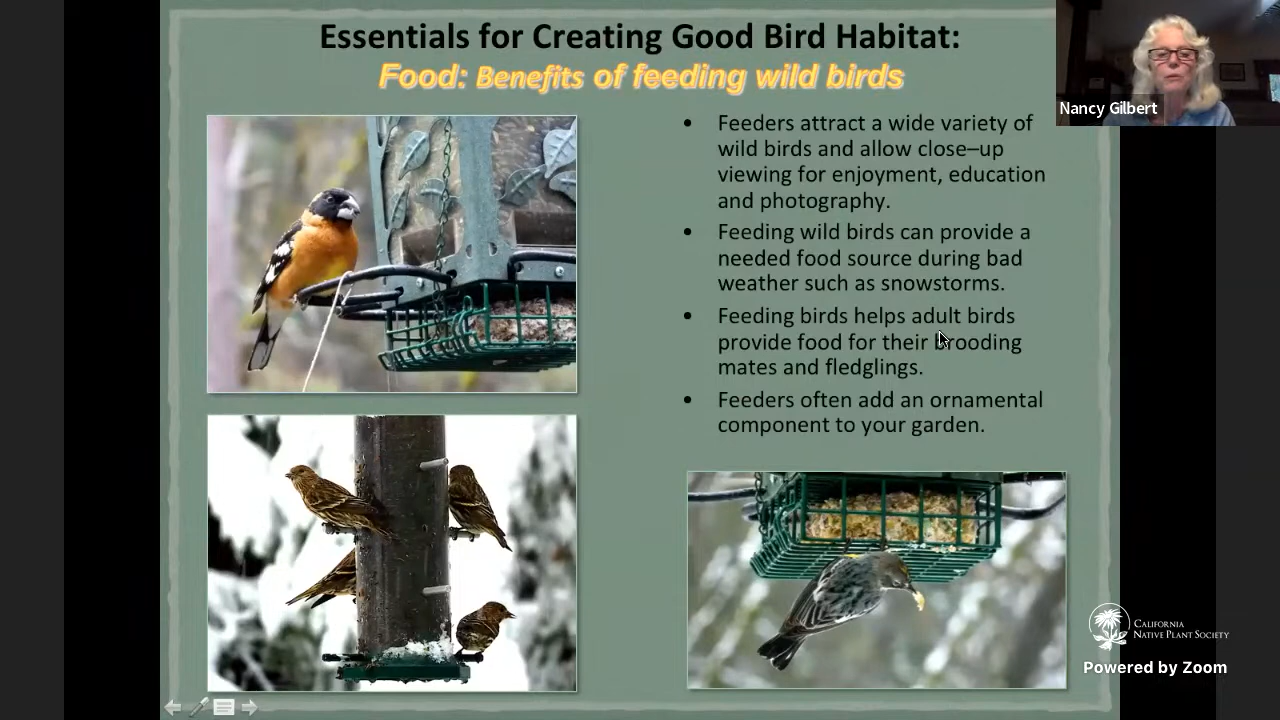 Essentials for Creating Good Bird Habitat:
Food: Benefits of feeding wild birds
Nancy Gilbert
• Feeders attract a wide variety of
wild birds and allow close–up
viewing for enjoyment, education
and photography.
• Feeding wild birds can provide a
needed food source during bad
weather such as snowstorms.
• Feeding birds helps adult birds
provide food for their brooding
mates and fledglings.
• Feeders often add an ornamental
component to your garden.
CALIFORNIA
NATIVE PLANT SOCIETY
Powered by Zoom